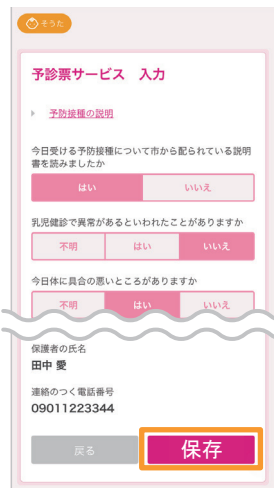 そうた
予診票サービス 入力
予防接種の説明
今日受ける予防接種について市から配られている説明
書を読みましたか
はい いいえ
乳児健診で異常があるといわれたことがありますか
不明 はい いいえ
今日体に具合の悪いところがありますか
不明 はい いいえ
保護者の氏名
田中 愛
連絡のつく電話番号
09011223344
戻る 保存